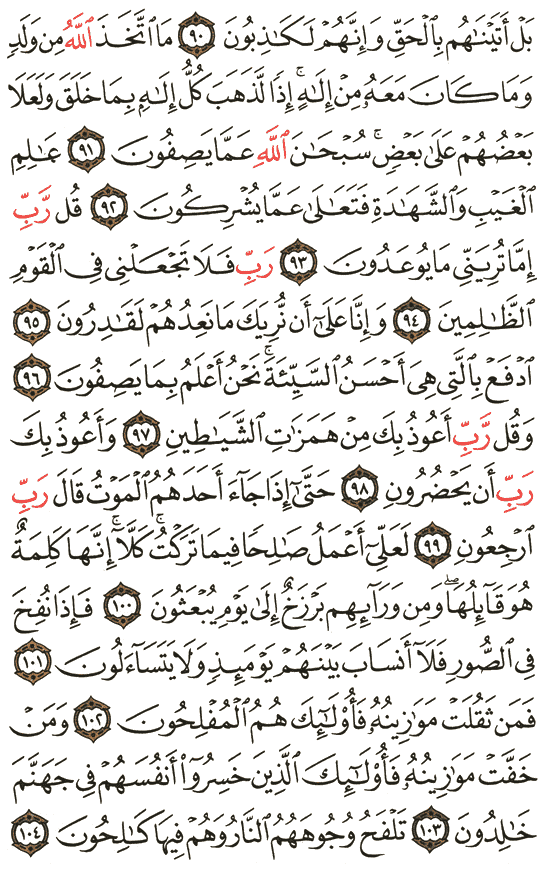 بَلۡ أَتَيۡنَٰهُم بِٱلۡحَقِّ وَإِنَّهُمۡ لَكَٰذِبُونَ ٩٠ مَا ٱتَّخَذَ ٱللَّهُ مِن وَلَدٖ
وَمَا كَانَ مَعَهُۥ مِنۡ إِلَٰهٍۚ إِذٗا لَّذَهَبَ كُلُّ إِلَٰهِۭ بِمَا خَلَقَ وَلَعَلَا
بَعۡضُهُمۡ عَلَىٰ بَعۡضٖۚ سُبۡحَٰنَ ٱللَّهِ عَمَّا يَصِفُونَ ٩١ عَٰلِمِ
ٱلۡغَيۡبِ وَٱلشَّهَٰدَةِ فَتَعَٰلَىٰ عَمَّا يُشۡرِكُونَ ٩٢ قُل رَّبِّ
إِمَّا تُرِيَنِّي مَا يُوعَدُونَ ٩٣ رَبِّ فَلَا تَجۡعَلۡنِي فِي ٱلۡقَوۡمِ
ٱلظَّٰلِمِينَ ٩٤ وَإِنَّا عَلَىٰٓ أَن نُّرِيَكَ مَا نَعِدُهُمۡ لَقَٰدِرُونَ ٩٥
ٱدۡفَعۡ بِٱلَّتِي هِيَ أَحۡسَنُ ٱلسَّيِّئَةَۚ نَحۡنُ أَعۡلَمُ بِمَا يَصِفُونَ ٩٦
وَقُل رَّبِّ أَعُوذُ بِكَ مِنۡ هَمَزَٰتِ ٱلشَّيَٰطِينِ ٩٧ وَأَعُوذُ بِكَ
رَبِّ أَن يَحۡضُرُونِ ٩٨ حَتَّىٰٓ إِذَا جَآءَ أَحَدَهُمُ ٱلۡمَوۡتُ قَالَ رَبِّ
ٱرۡجِعُونِ ٩٩ لَعَلِّيٓ أَعۡمَلُ صَٰلِحٗا فِيمَا تَرَكۡتُۚ كَلَّآۚ إِنَّهَا كَلِمَةٌ
هُوَ قَآئِلُهَاۖ وَمِن وَرَآئِهِم بَرۡزَخٌ إِلَىٰ يَوۡمِ يُبۡعَثُونَ ١٠٠ فَإِذَا نُفِخَ
فِي ٱلصُّورِ فَلَآ أَنسَابَ بَيۡنَهُمۡ يَوۡمَئِذٖ وَلَا يَتَسَآءَلُونَ ١٠١
فَمَن ثَقُلَتۡ مَوَٰزِينُهُۥ فَأُوْلَٰٓئِكَ هُمُ ٱلۡمُفۡلِحُونَ ١٠٢ وَمَنۡ
خَفَّتۡ مَوَٰزِينُهُۥ فَأُوْلَٰٓئِكَ ٱلَّذِينَ خَسِرُوٓاْ أَنفُسَهُمۡ فِي جَهَنَّمَ
خَٰلِدُونَ ١٠٣ تَلۡفَحُ وُجُوهَهُمُ ٱلنَّارُ وَهُمۡ فِيهَا كَٰلِحُونَ ١٠٤